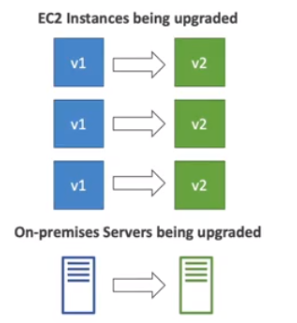 EC2 Instances being upgraded
v1 v2
v1 v2
v1 v2
On-premises Servers being upgraded